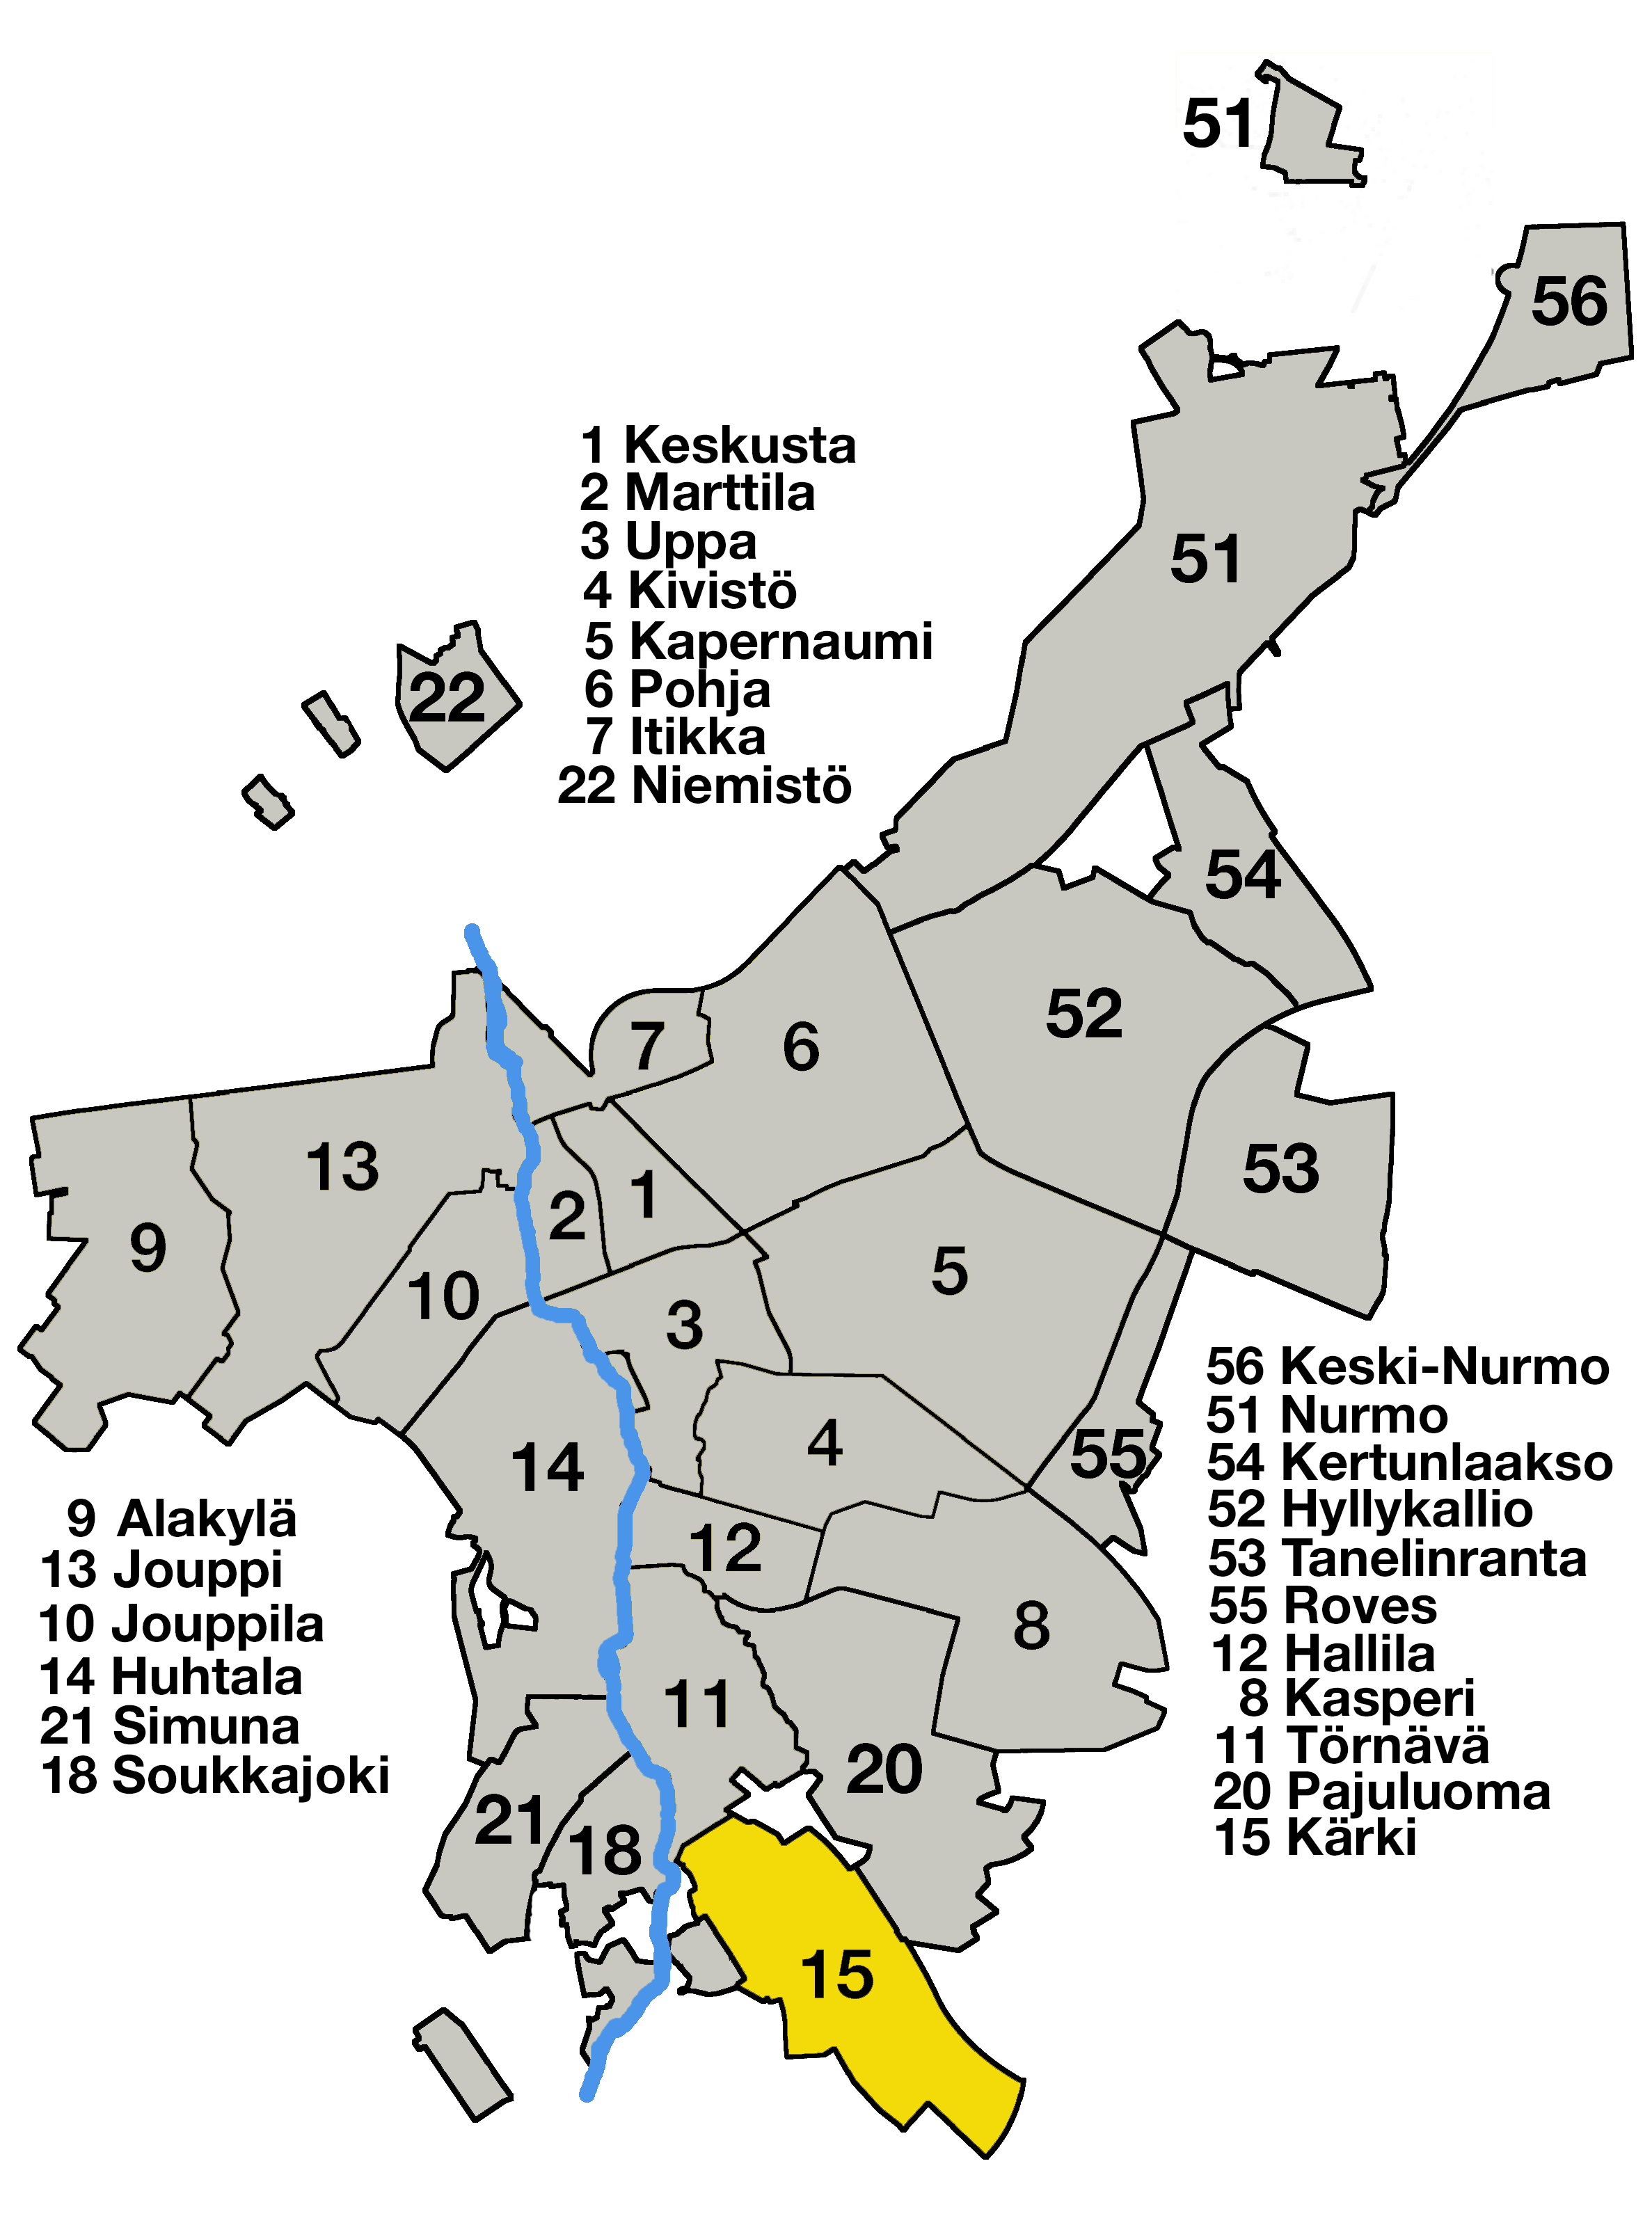 51
56
51
1 Keskusta
2 Marttila
3 Uppa
4 Kivistö
5 Kapernaumi
6 Pohja
7 Itikka
22 Niemistö
22
54
52
7
6
13
53
2
1
9
10
5
3
14
4
55
56 Keski-Nurmo
51 Nurmo
54 Kertunlaakso
52 Hyllykallio
53 Tanelinranta
55 Roves
12 Hallila
8 Kasperi
11 Törnävä
20 Pajuluoma
15 Kärki
9 Alakylä
13 Jouppi
10 Jouppila
14 Huhtala
21 Simuna
18 Soukkajoki
12
8
11
20
21
18
15